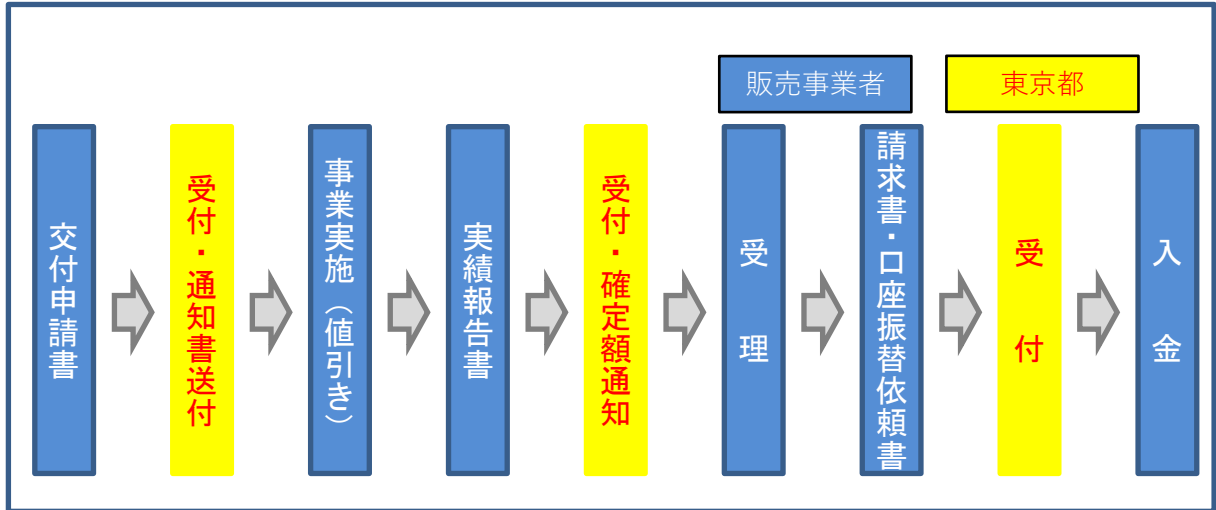 販売事業者
東京都
交付申請書
受付・通知書送付
事業実施（値引き）
実績報告書
受付・確定額通知
受理
請求書・口座振替依頼書
受付
入金